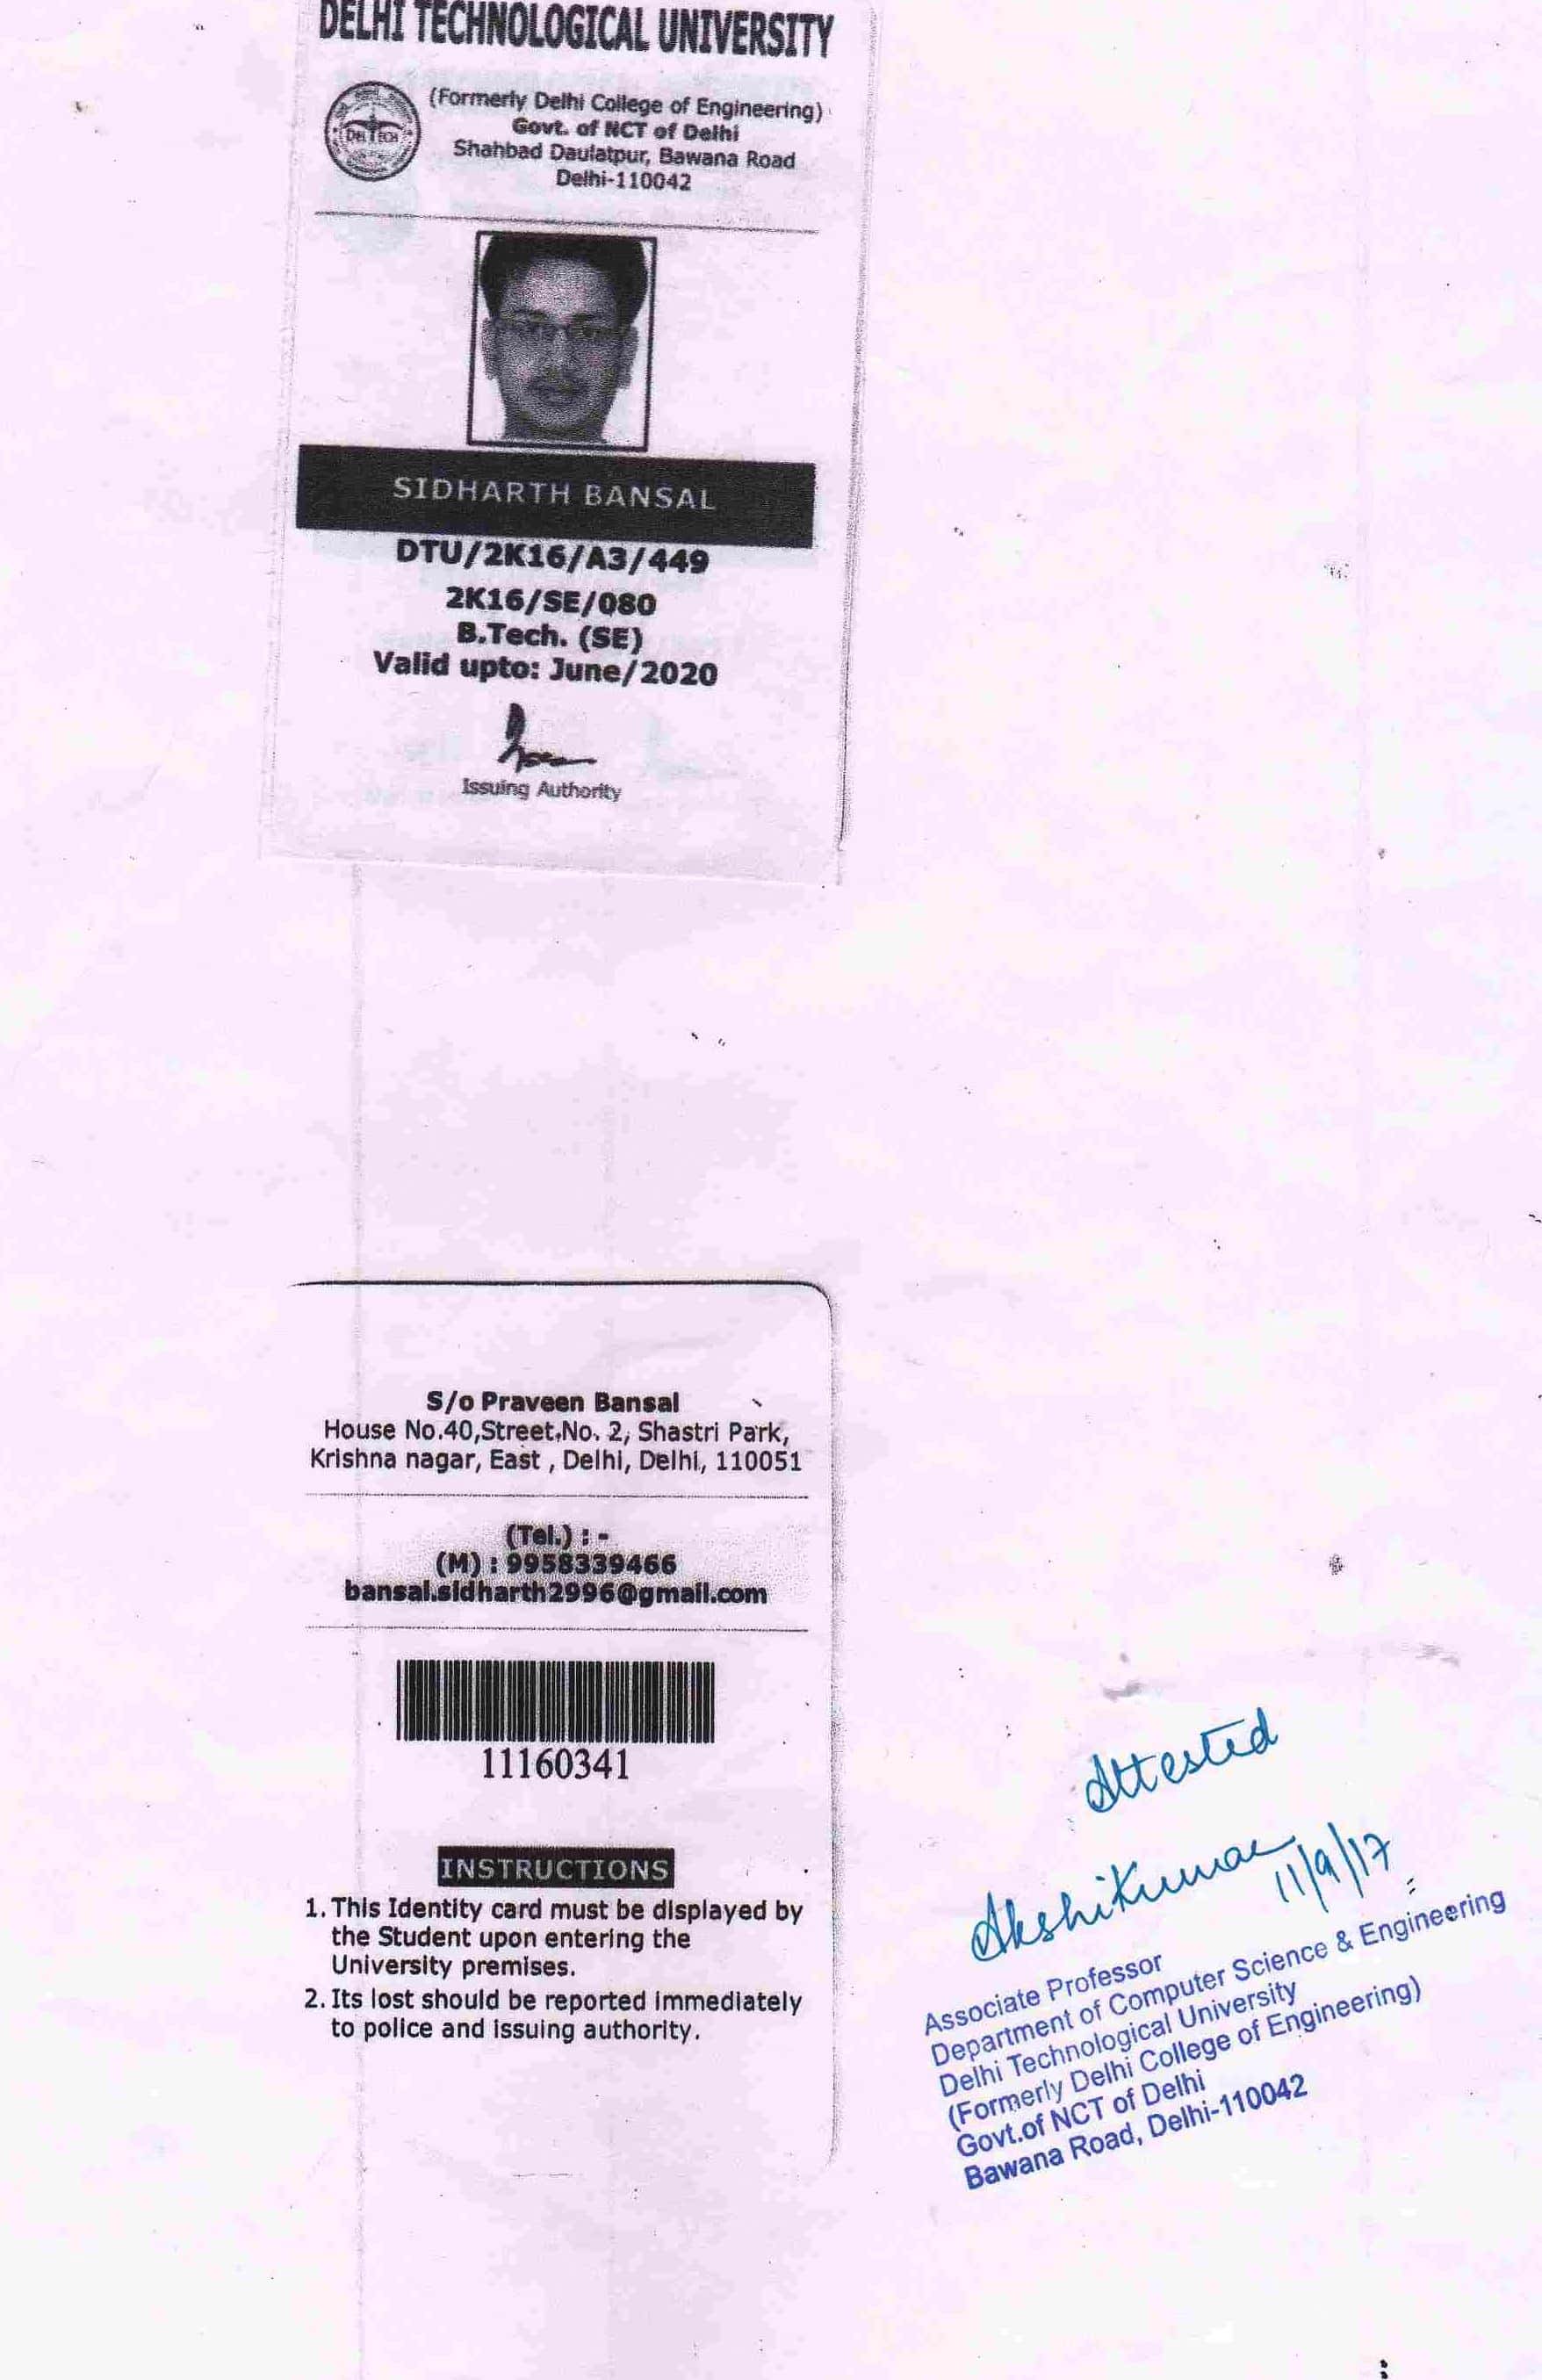 DELHI TECHNOLOGICAL UNIVERSITY
(Formerly Delhi College of Engineering)
Govt. of NCT of Delhi
Shahbad Daulatpur, Bawana Road
Delhi-110042
DELTECH
SIDHARTH BANSAL
DTU/2K16/A3/449
2K16/SE/080
B.Tech. (SE)
Valid upto: June/2020
Issuing Authority
S/o Praveen Bansal
House No.40,Street.No. 2, Shastri Park,
Krishna nagar, East , Delhi, Delhi, 110051
(Tel.) : -
(M) : 9958339466
bansal.sidharth2996@gmail.com
11160341
INSTRUCTIONS
1. This Identity card must be displayed by
the Student upon entering the
University premises.
2. Its lost should be reported immediately
to police and issuing authority.
Attested
Akshi Kumar
11/9/17
Associate Professor
Department of Computer Science & Engineering
Delhi Technological University
(Formerly Delhi College of Engineering)
Govt.of NCT of Delhi
Bawana Road, Delhi-110042